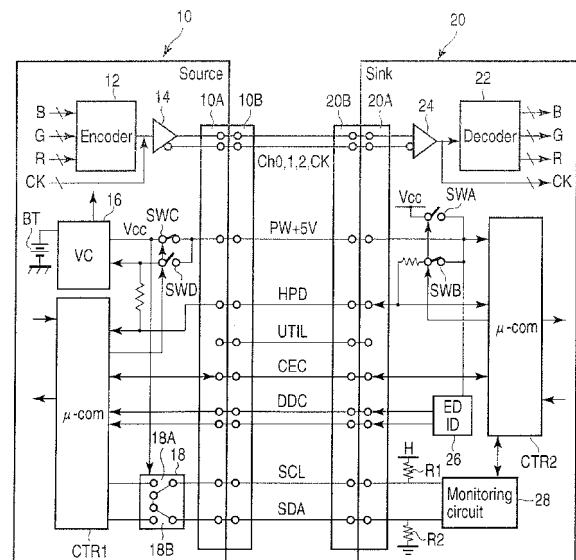 10
20
Source
Sink
12
14
10A
10B
20B
20A
24
22
B
G
R
CK
Encoder
Decoder
B
G
R
CK
Ch0,1,2,CK
16
BT
VC
Vcc
SWC
SWD
PW+5V
Vcc
SWA
SWB
HPD
UTIL
CEC
DDC
μ-com
μ-com
ED
ID
26
CTR2
18A
18
SCL
SDA
18B
CTR1
H
R1
R2
Monitoring
circuit
28